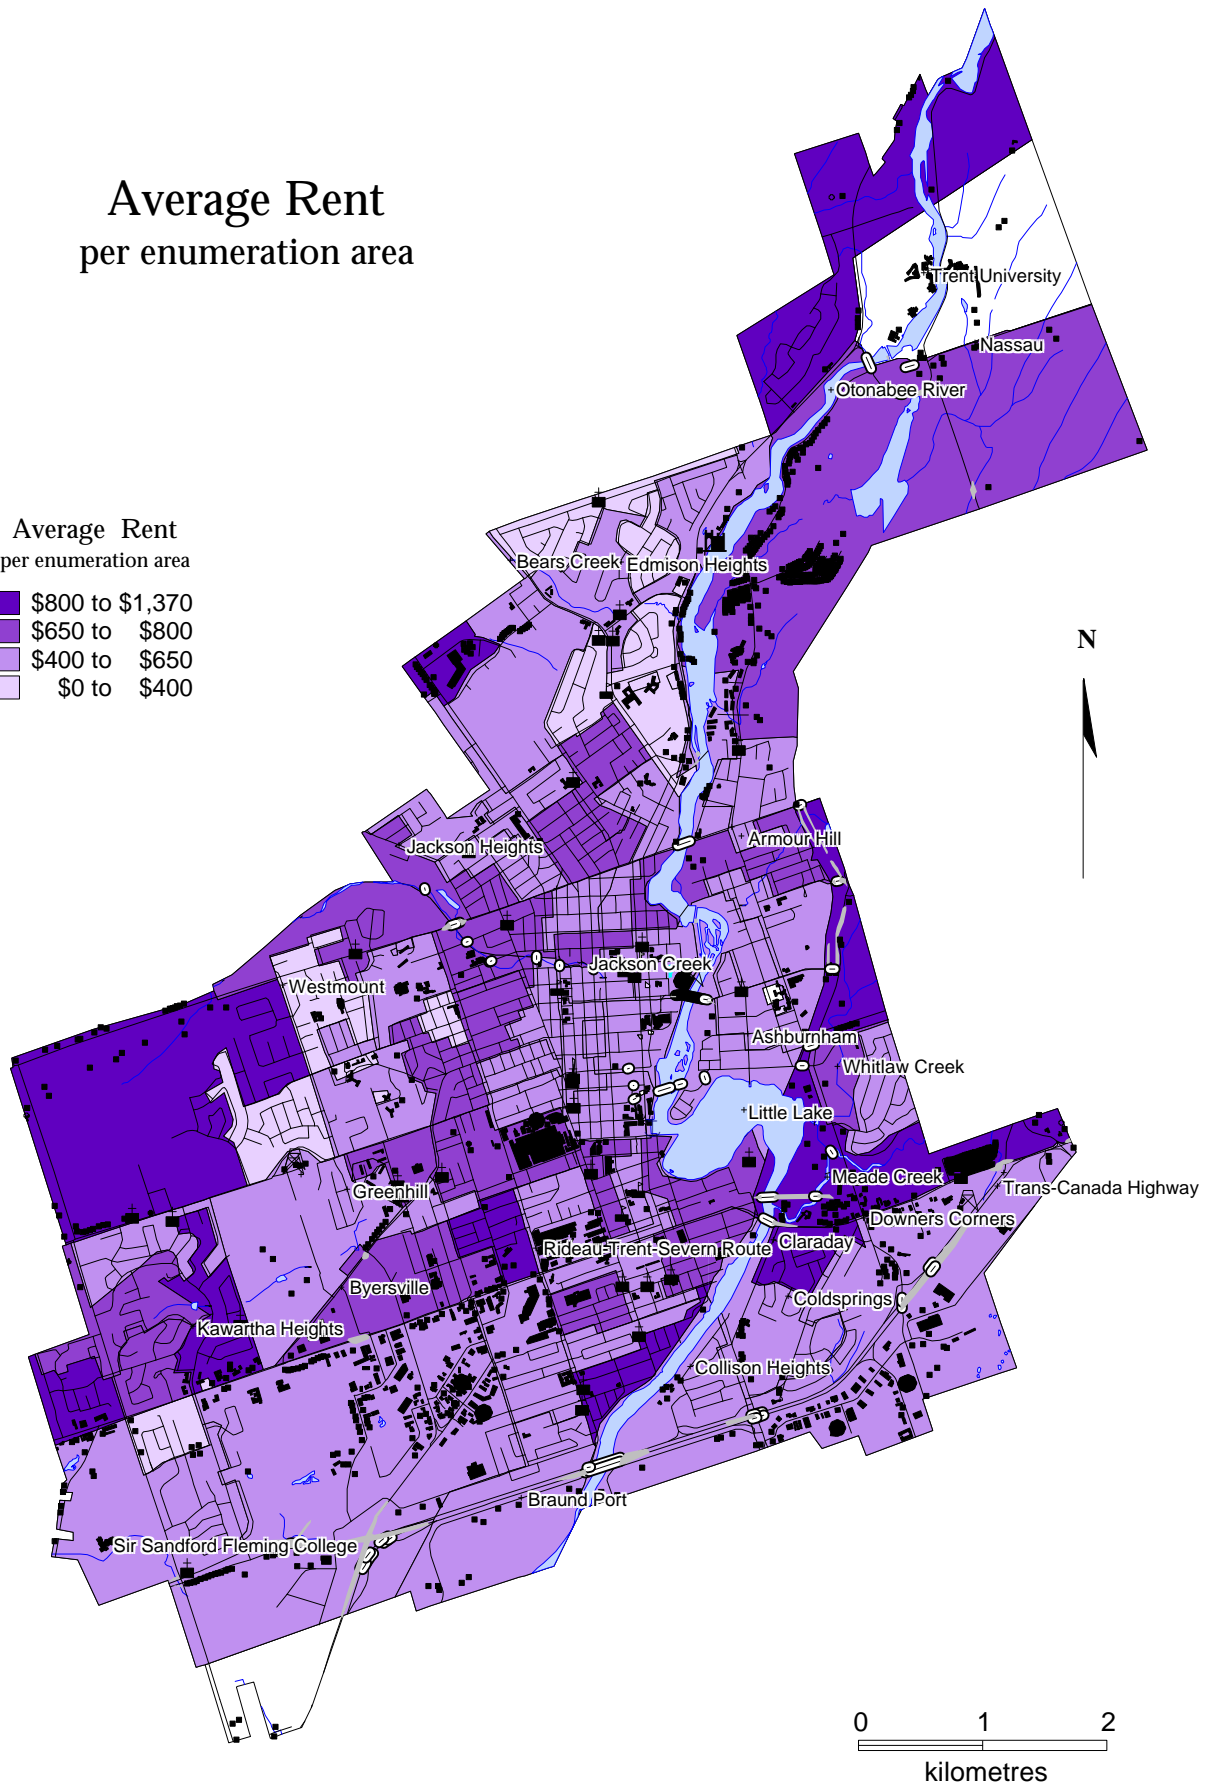 Average Rent
per enumeration area
Trent University
Nassau
Otonabee River
Average Rent
per enumeration area
$800 to $1,370
$650 to $800
$400 to $650
$0 to $400
Bears Creek
Edmison Heights
N
Armour Hill
Jackson Heights
Jackson Creek
Westmount
Ashburnham
Whitlaw Creek
Little Lake
Meade Creek
Trans-Canada Highway
Greenhill
Downers Corners
Claraday
Rideau-Trent-Severn Route
Byersville
Coldsprings
Kawartha Heights
Collison Heights
Braund Port
Sir Sandford Fleming College
0 1 2
kilometres